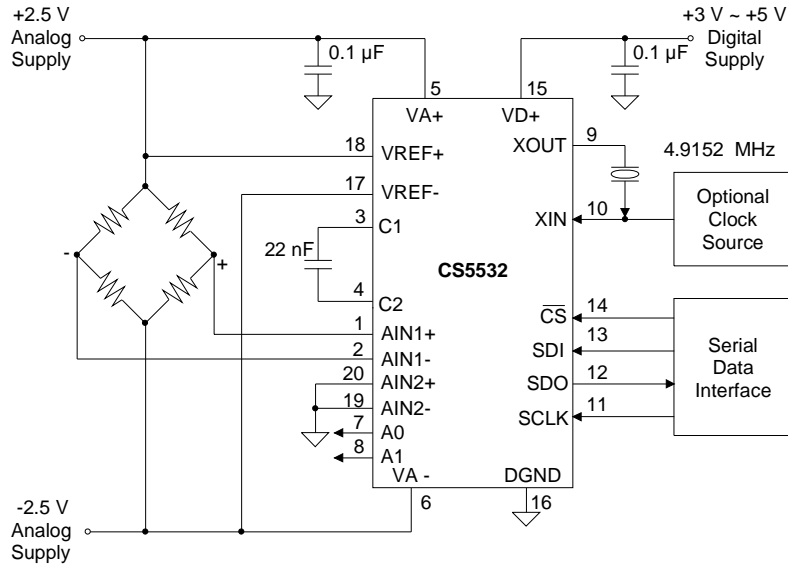 +2.5 V
Analog
Supply
0.1 µF
+3 V ~ +5 V
Digital
Supply
0.1 µF
5
15
VA+
VD+
18
VREF+
17
VREF-
3
C1
22 nF
4
C2
1
AIN1+
2
AIN1-
20
AIN2+
19
AIN2-
7
A0
8
A1
VA -
6
-
+
CS5532
9
XOUT
4.9152 MHz
10
XIN
Optional
Clock
Source
14
CS
13
SDI
12
SDO
11
SCLK
Serial
Data
Interface
DGND
16
-2.5 V
Analog
Supply